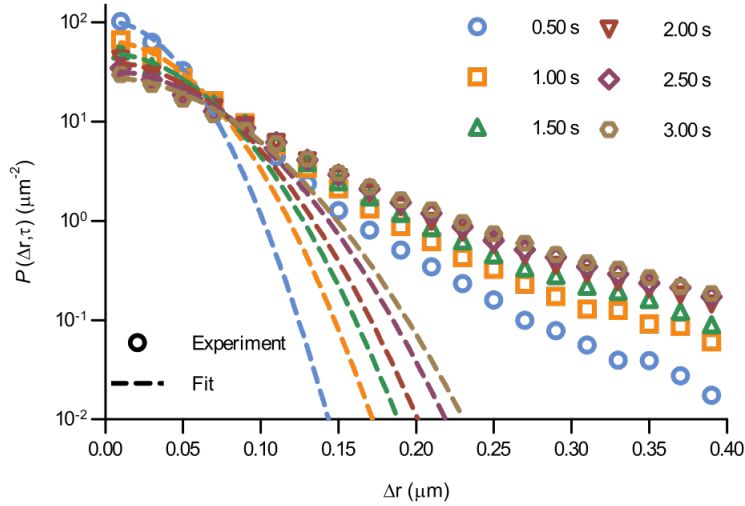 10²
0.50 s
2.00 s
1.00 s
2.50 s
10¹
1.50 s
3.00 s
P (Δr,τ) (μm⁻²)
10⁰
10⁻¹
Experiment
Fit
10⁻²
0.00 0.05 0.10 0.15 0.20 0.25 0.30 0.35 0.40
Δr (μm)